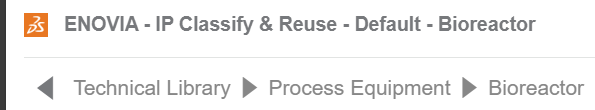 ENOVIA - IP Classify & Reuse - Default - Bioreactor
Technical Library Process Equipment Bioreactor